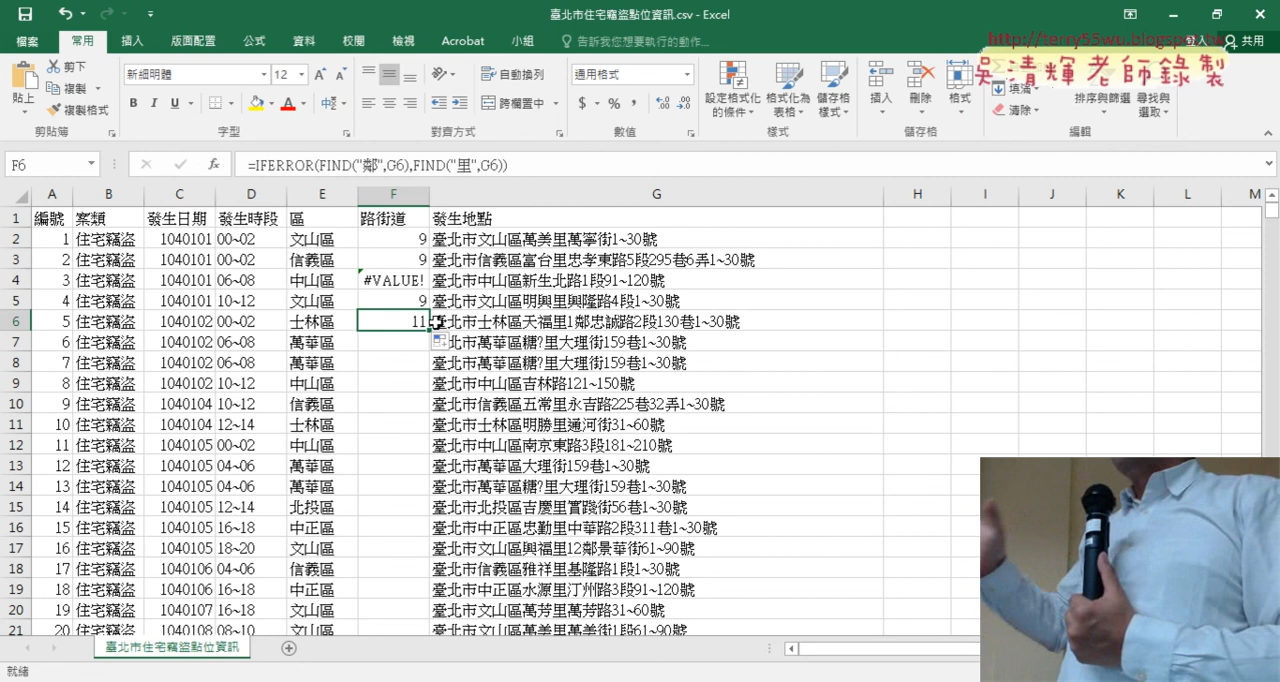 臺北市住宅竊盜點位資訊.csv - Excel
檔案 常用 插入 版面配置 公式 資料 校閱 檢視 Acrobat 小組 告訴我您想要執行的動作... 共用
http://terry55wu.blogspot.tw
吳清輝老師錄製
貼上 剪下 複製 複製格式 剪貼簿
新細明體 12 B I U 中 字型
自動換列 跨欄置中 對齊方式
通用格式 $ % , 數值
設定格式化的條件 格式化為表格 儲存格樣式 樣式
插入 刪除 格式 儲存格
填滿 清除 排序與篩選 尋找與選取 編輯
F6 fx =IFERROR(FIND("鄰",G6),FIND("里",G6))
A B C D E F G H I J K L M
1 編號 案類 發生日期 發生時段 區 路街道 發生地點
2 1 住宅竊盜 1040101 00~02 文山區 9 臺北市文山區萬美里萬寧街1~30號
3 2 住宅竊盜 1040101 00~02 信義區 9 臺北市信義區富台里忠孝東路5段295巷6弄1~30號
4 3 住宅竊盜 1040101 06~08 中山區 #VALUE! 臺北市中山區新生北路1段91~120號
5 4 住宅竊盜 1040101 10~12 文山區 9 臺北市文山區明興里興隆路4段1~30號
6 5 住宅竊盜 1040102 00~02 士林區 11 臺北市士林區天福里1鄰忠誠路2段130巷1~30號
7 6 住宅竊盜 1040102 06~08 萬華區 北市萬華區糖?里大理街159巷1~30號
8 7 住宅竊盜 1040102 06~08 萬華區 臺北市萬華區糖?里大理街159巷1~30號
9 8 住宅竊盜 1040102 10~12 中山區 臺北市中山區吉林路121~150號
10 9 住宅竊盜 1040104 10~12 信義區 臺北市信義區五常里永吉路225巷32弄1~30號
11 10 住宅竊盜 1040104 12~14 士林區 臺北市士林區明勝里通河街31~60號
12 11 住宅竊盜 1040105 00~02 中山區 臺北市中山區南京東路3段181~210號
13 12 住宅竊盜 1040105 04~06 萬華區 臺北市萬華區大理街159巷1~30號
14 13 住宅竊盜 1040105 04~06 萬華區 臺北市萬華區糖?里大理街159巷1~30號
15 14 住宅竊盜 1040105 12~14 北投區 臺北市北投區吉慶里實踐街56巷1~30號
16 15 住宅竊盜 1040105 16~18 中正區 臺北市中正區忠勤里中華路2段311巷1~30號
17 16 住宅竊盜 1040105 18~20 文山區 臺北市文山區興福里12鄰景華街61~90號
18 17 住宅竊盜 1040106 04~06 信義區 臺北市信義區雅祥里基隆路1段1~30號
19 18 住宅竊盜 1040106 16~18 中正區 臺北市中正區水源里汀州路3段91~120號
20 19 住宅竊盜 1040107 16~18 文山區 臺北市文山區萬芳里萬芳路31~60號
21 20 住宅竊盜 1040108 08~10 文山區 臺北市文山區萬美里萬美街1段61~90號
臺北市住宅竊盜點位資訊
就緒